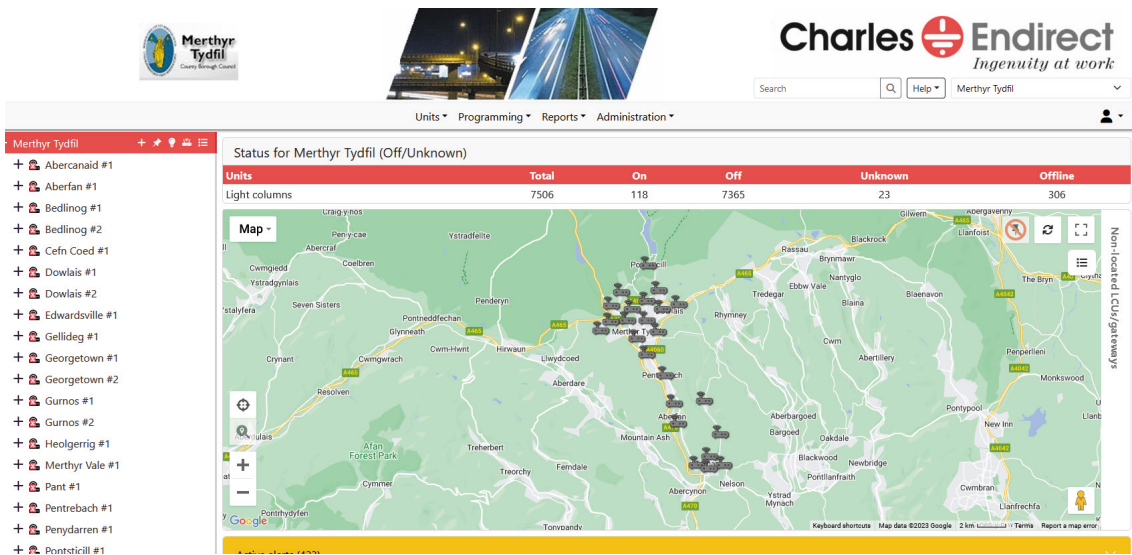 Merthyr
Tydfil
County Borough Council
Charles Endirect
Ingenuity at work
Search
Help
Merthyr Tydfil
Units Programming Reports Administration
Merthyr Tydfil
Abercanaid #1
Aberfan #1
Bedlinog #1
Bedlinog #2
Cefn Coed #1
Dowlais #1
Dowlais #2
Edwardsville #1
Gellideg #1
Georgetown #1
Georgetown #2
Gurnos #1
Gurnos #2
Heolgerrig #1
Merthyr Vale #1
Pant #1
Pentrebach #1
Penydarren #1
Pontsticill #1
Status for Merthyr Tydfil (Off/Unknown)
Units Total On Off Unknown Offline
Light columns 7506 118 7365 23 306
Map
Craig-y-nos
Pen-y-cae
Ystradfellte
Abercraf
Coelbren
Cwmgiedd
Ystradgynlais
Seven Sisters
Penderyn
Pontneddfechan
Glynneath
A465
A465
Cwm-Hwnt
Hirwaun
Llwydcoed
Crynant
Cwmgwrach
A465
Resolven
Aberdare
Rassau
Blackrock
Gilwern
A465
Abergavenny
Llanfoist
Brynmawr
A465
Nantyglo
Tredegar
Ebbw Vale
Blaina
Blaenavon
The Bryn
A4042
Rhymney
Cwm
Abertillery
Penperlleni
A4042
Monkswood
Pontypool
New Inn
A4042
Mountain Ash
Aberbargoed
Bargoed
Oakdale
Blackwood
Newbridge
Pontllanfraith
Afan
Forest Park
Treherbert
Treorchy
Ferndale
Cymmer
Abercynon
Nelson
Ystrad
Mynach
A470
Cwmbran
Llanfrechfa
Pontrhydyfen
Tonypandy
Google
Keyboard shortcuts Map data ©2023 Google 2 km Terms Report a map error
Non-located LCUs/gateways